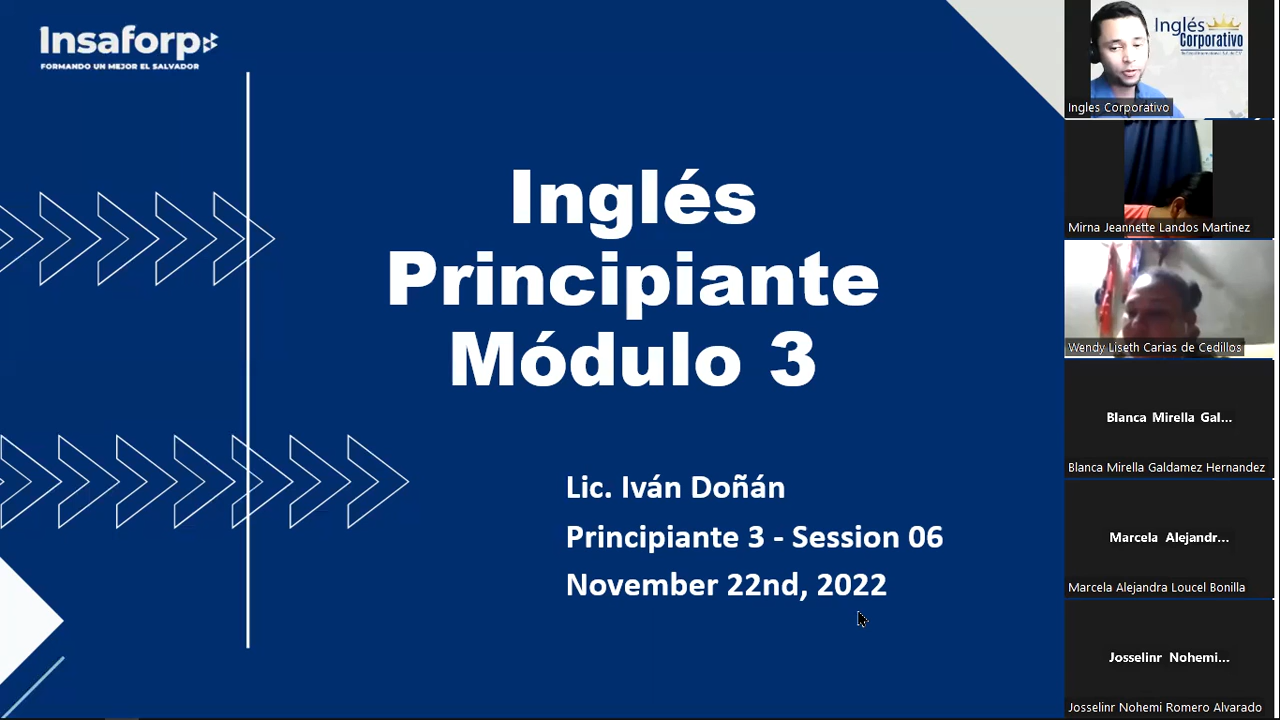 Insaforp
FORMANDO UN MEJOR EL SALVADOR
Inglés
Principiante
Módulo 3
Lic. Iván Doñán
Principiante 3 - Session 06
November 22nd, 2022
Inglés
Corporativo
Ingles Corporativo
Mirna Jeannette Landos Martinez
Wendy Liseth Carias de Cedillos
Blanca Mirella Gal...
Blanca Mirella Galdamez Hernandez
Marcela Alejandr...
Marcela Alejandra Loucel Bonilla
Josselinr Nohemi...
Josselinr Nohemi Romero Alvarado